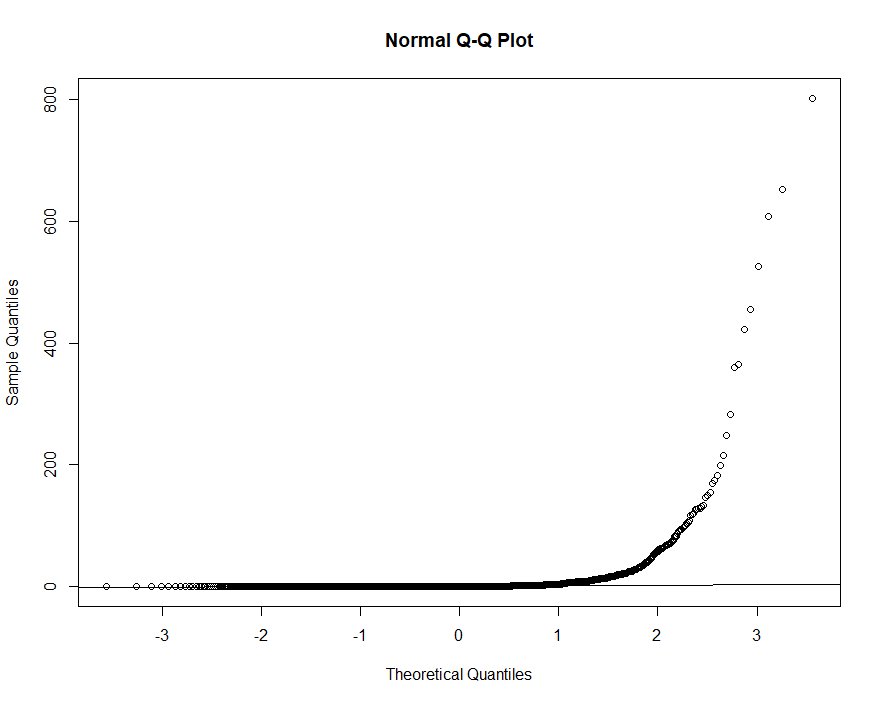 Normal Q-Q Plot
800
600
400
200
0
Sample Quantiles
-3 -2 -1 0 1 2 3
Theoretical Quantiles